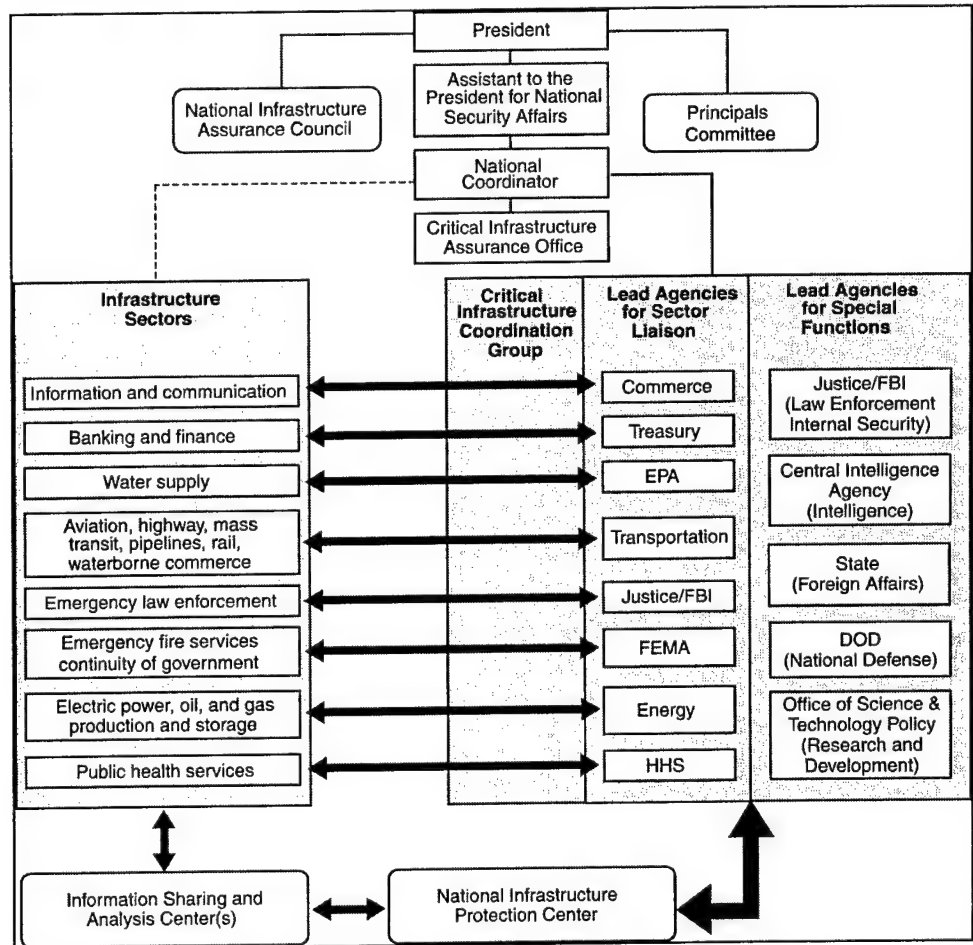 President
National Infrastructure
Assurance Council
Assistant to the
President for National
Security Affairs
Principals
Committee
National
Coordinator
Critical Infrastructure
Assurance Office
Infrastructure
Sectors
Critical
Infrastructure
Coordination
Group
Lead Agencies
for Sector
Liaison
Lead Agencies
for Special
Functions
Information and communication
Commerce
Banking and finance
Treasury
Water supply
EPA
Aviation, highway, mass
transit, pipelines, rail,
waterborne commerce
Transportation
Emergency law enforcement
Justice/FBI
Emergency fire services
continuity of government
FEMA
Electric power, oil, and gas
production and storage
Energy
Public health services
HHS
Justice/FBI
(Law Enforcement
Internal Security)
Central Intelligence
Agency
(Intelligence)
State
(Foreign Affairs)
DOD
(National Defense)
Office of Science &
Technology Policy
(Research and
Development)
Information Sharing and
Analysis Center(s)
National Infrastructure
Protection Center